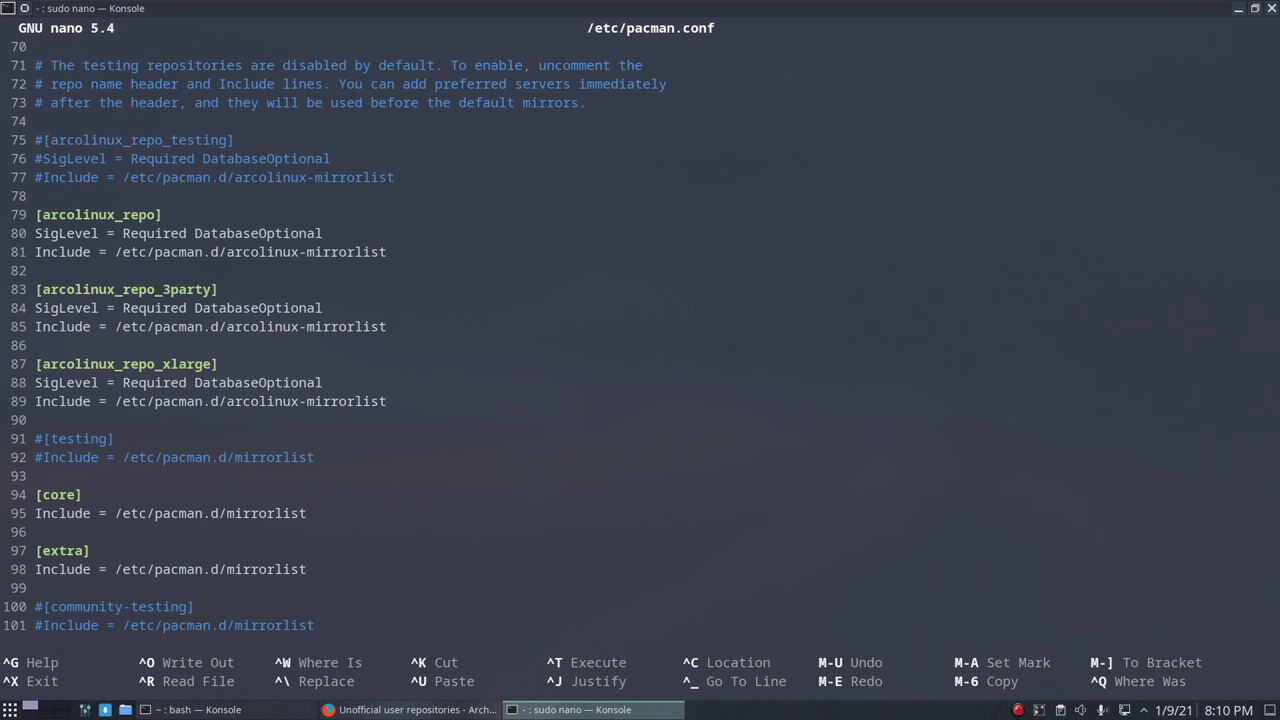 - : sudo nano — Konsole
GNU nano 5.4 /etc/pacman.conf
70
71 # The testing repositories are disabled by default. To enable, uncomment the
72 # repo name header and Include lines. You can add preferred servers immediately
73 # after the header, and they will be used before the default mirrors.
74
75 #[arcolinux_repo_testing]
76 #SigLevel = Required DatabaseOptional
77 #Include = /etc/pacman.d/arcolinux-mirrorlist
78
79 [arcolinux_repo]
80 SigLevel = Required DatabaseOptional
81 Include = /etc/pacman.d/arcolinux-mirrorlist
82
83 [arcolinux_repo_3party]
84 SigLevel = Required DatabaseOptional
85 Include = /etc/pacman.d/arcolinux-mirrorlist
86
87 [arcolinux_repo_xlarge]
88 SigLevel = Required DatabaseOptional
89 Include = /etc/pacman.d/arcolinux-mirrorlist
90
91 #[testing]
92 #Include = /etc/pacman.d/mirrorlist
93
94 [core]
95 Include = /etc/pacman.d/mirrorlist
96
97 [extra]
98 Include = /etc/pacman.d/mirrorlist
99
100 #[community-testing]
101 #Include = /etc/pacman.d/mirrorlist
^G Help ^O Write Out ^W Where Is ^K Cut ^T Execute ^C Location M-U Undo M-A Set Mark M-] To Bracket
^X Exit ^R Read File ^\ Replace ^U Paste ^J Justify ^_ Go To Line M-E Redo M-6 Copy ^Q Where Was
~ : bash — Konsole Unofficial user repositories - Arch... - : sudo nano — Konsole 1/9/21 8:10 PM